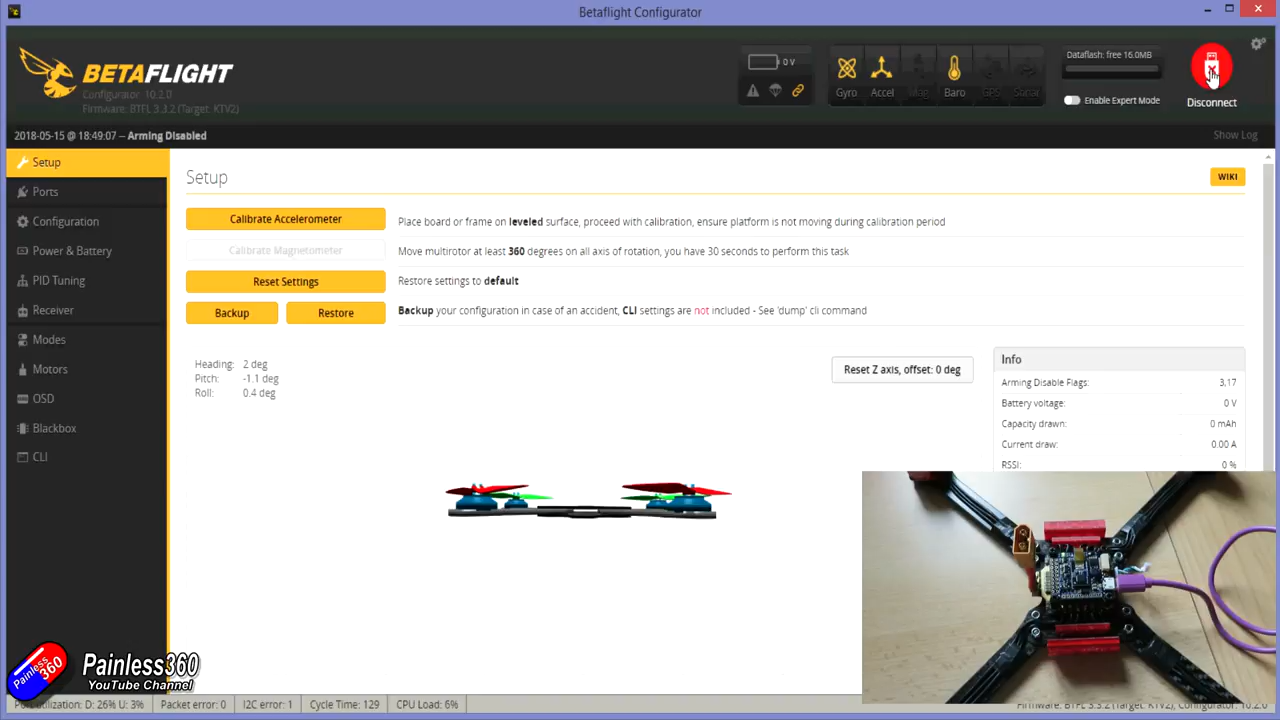 Betaflight Configurator
BETAFLIGHT
Configurator: 10.2.0
Firmware: BTFL 3.3.2 (Target: KTV2)
0 V
Gyro
Accel
Mag
Baro
GPS
Sonar
Dataflash: free 16.0MB
Enable Expert Mode
Disconnect
2018-05-15 @ 18:49:07 -- Arming Disabled
Show Log
Setup
Ports
Configuration
Power & Battery
PID Tuning
Receiver
Modes
Motors
OSD
Blackbox
CLI
Setup
WIKI
Calibrate Accelerometer
Place board or frame on leveled surface, proceed with calibration, ensure platform is not moving during calibration period
Calibrate Magnetometer
Move multirotor at least 360 degrees on all axis of rotation, you have 30 seconds to perform this task
Reset Settings
Restore settings to default
Backup
Restore
Backup your configuration in case of an accident, CLI settings are not included - See 'dump' cli command
Heading: 2 deg
Pitch: -1.1 deg
Roll: 0.4 deg
Reset Z axis, offset: 0 deg
Info
Arming Disable Flags: 3,17
Battery voltage: 0 V
Capacity drawn: 0 mAh
Current draw: 0.00 A
RSSI: 0 %
Painless360
Painless360
YouTube Channel
Port utilization: D: 26% U: 3%
Packet error: 0
I2C error: 1
Cycle Time: 129
CPU Load: 6%
Firmware: BTFL 3.3.2 (Target: KTV2), Configurator: 10.2.0